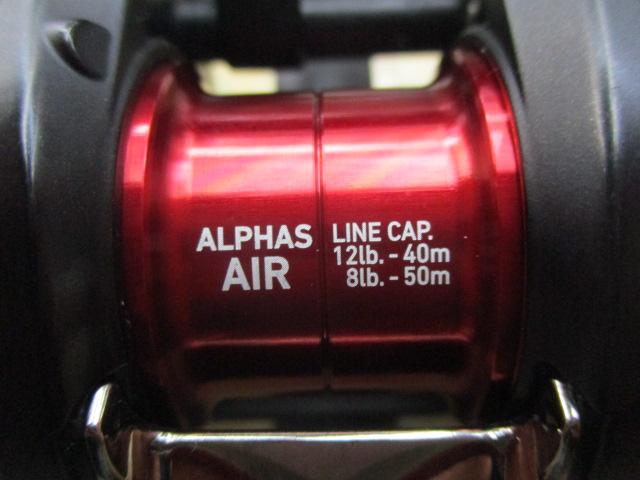 ALPHAS
AIR
LINE CAP.
12lb. - 40m
8lb. - 50m